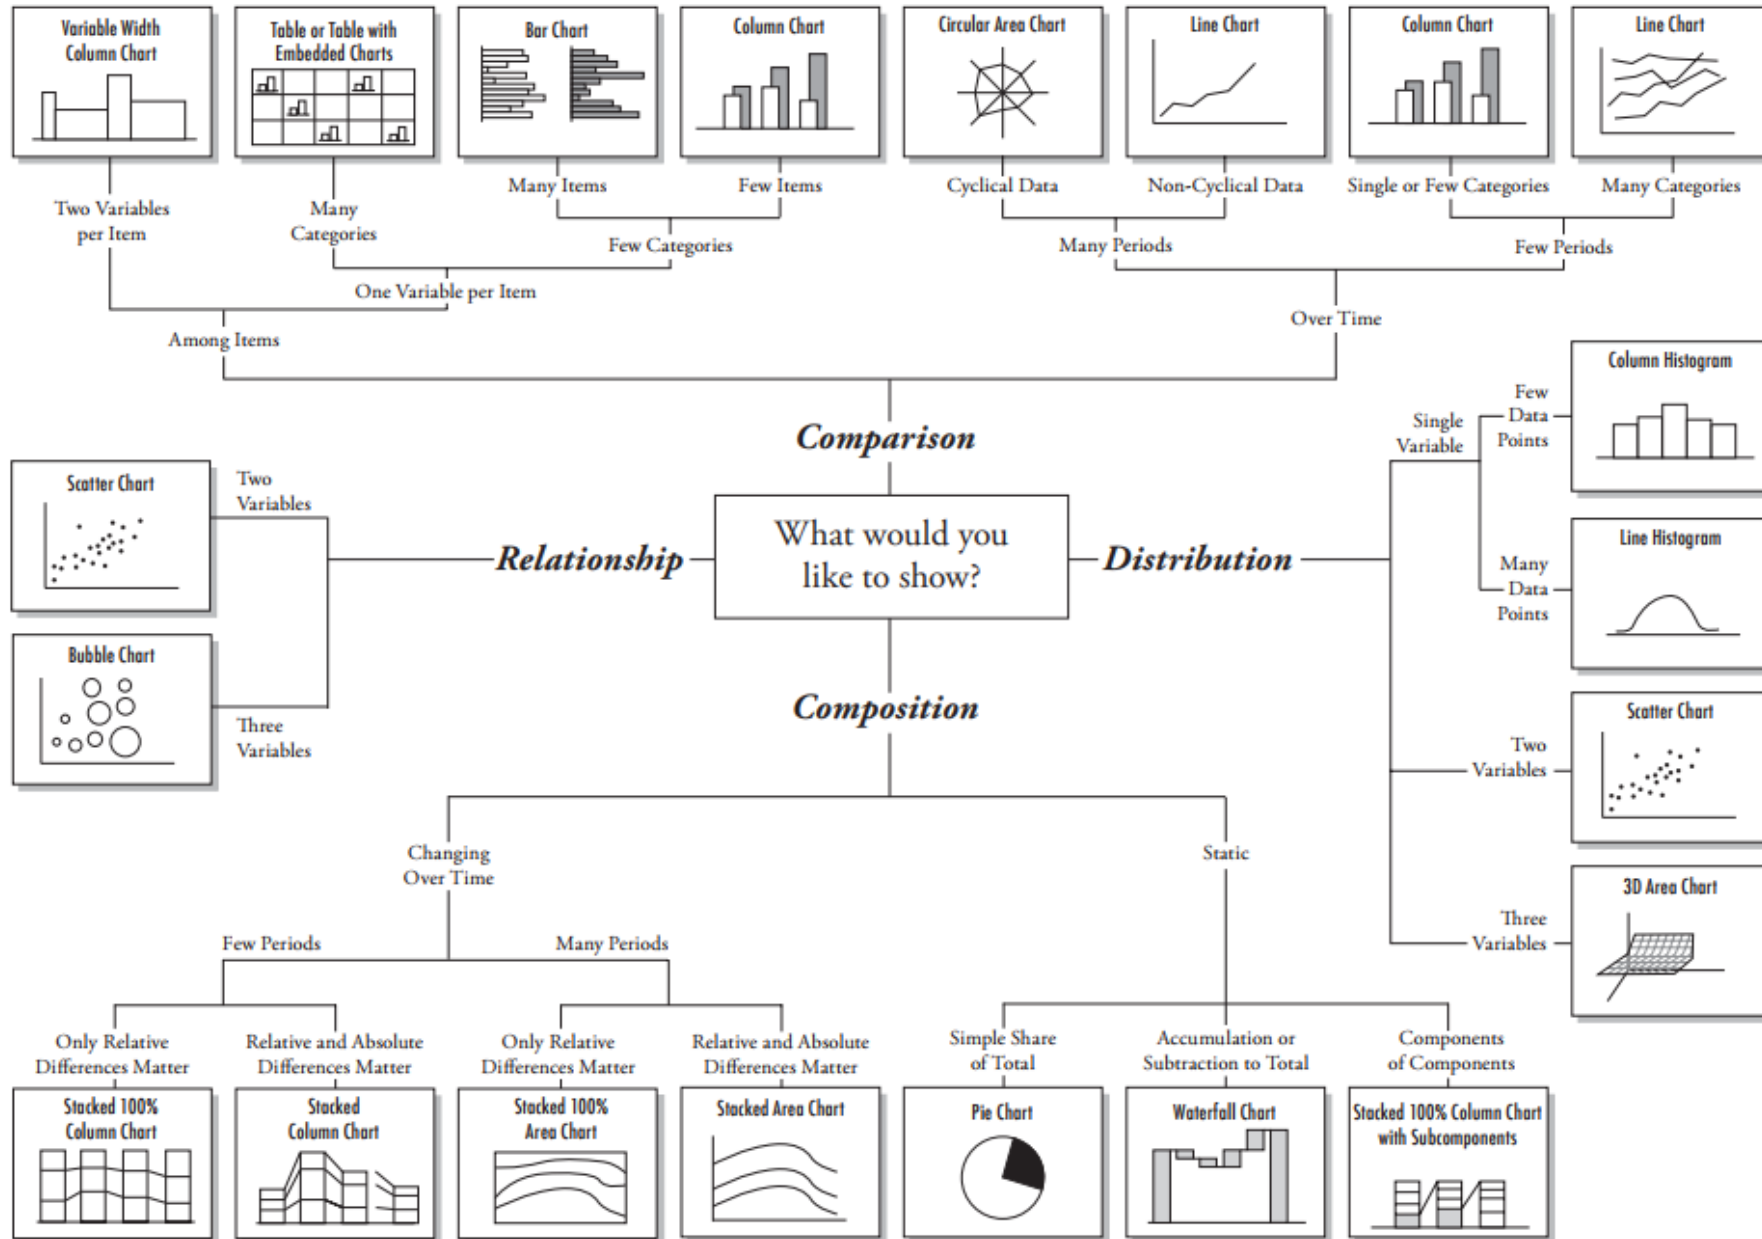 Variable Width
Column Chart
Table or Table with
Embedded Charts
Bar Chart
Column Chart
Circular Area Chart
Line Chart
Column Chart
Line Chart
Two Variables
per Item
Many
Categories
Many Items
Few Items
Cyclical Data
Non-Cyclical Data
Single or Few Categories
Many Categories
Few Categories
Many Periods
Few Periods
One Variable per Item
Over Time
Among Items
Comparison
What would you
like to show?
Relationship
Two
Variables
Scatter Chart
Three
Variables
Bubble Chart
Distribution
Single
Variable
Few
Data
Points
Column Histogram
Many
Data
Points
Line Histogram
Two
Variables
Scatter Chart
Three
Variables
3D Area Chart
Composition
Changing
Over Time
Static
Few Periods
Many Periods
Only Relative
Differences Matter
Relative and Absolute
Differences Matter
Only Relative
Differences Matter
Relative and Absolute
Differences Matter
Simple Share
of Total
Accumulation or
Subtraction to Total
Components
of Components
Stacked 100%
Column Chart
Stacked
Column Chart
Stacked 100%
Area Chart
Stacked Area Chart
Pie Chart
Waterfall Chart
Stacked 100% Column Chart
with Subcomponents